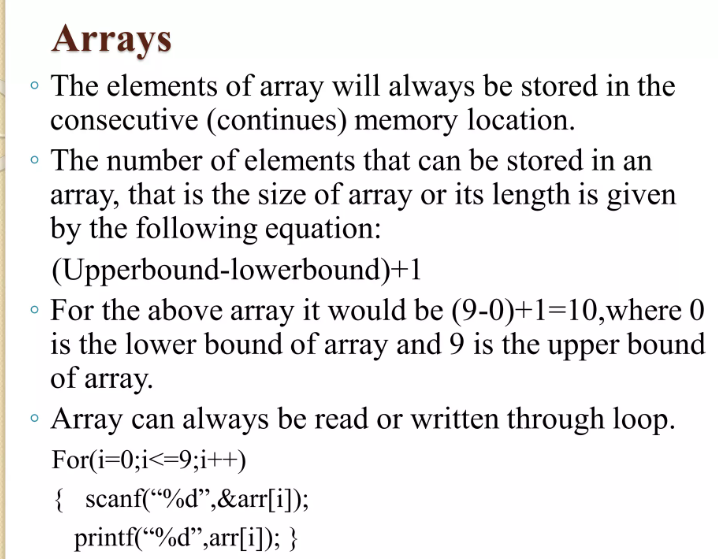 Arrays
◦ The elements of array will always be stored in the
consecutive (continues) memory location.
◦ The number of elements that can be stored in an
array, that is the size of array or its length is given
by the following equation:
(Upperbound-lowerbound)+1
◦ For the above array it would be (9-0)+1=10,where 0
is the lower bound of array and 9 is the upper bound
of array.
◦ Array can always be read or written through loop.
For(i=0;i<=9;i++)
{ scanf(“%d”,&arr[i]);
printf(“%d”,arr[i]); }